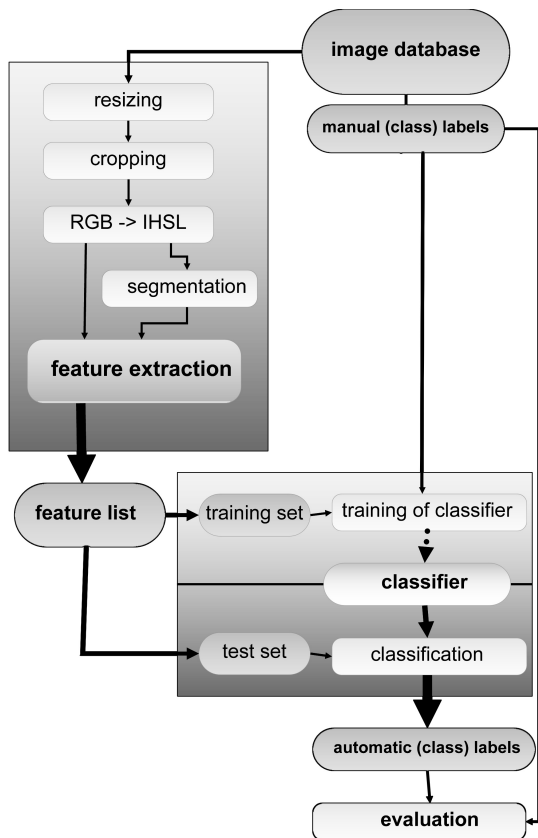 image database
manual (class) labels
resizing
cropping
RGB -> IHSL
segmentation
feature extraction
feature list
training set
training of classifier
classifier
test set
classification
automatic (class) labels
evaluation